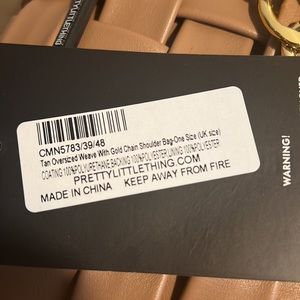 CMN5783/39/48
Tan Oversized Weave With Gold Chain Shoulder Bag-One Size (UK size)
COATING 100%POLYURETHANE,BACKING 100%POLYESTER,LINING 100%POLYESTER
PRETTYLITTLETHING.COM
MADE IN CHINA KEEP AWAY FROM FIRE
WARNING!